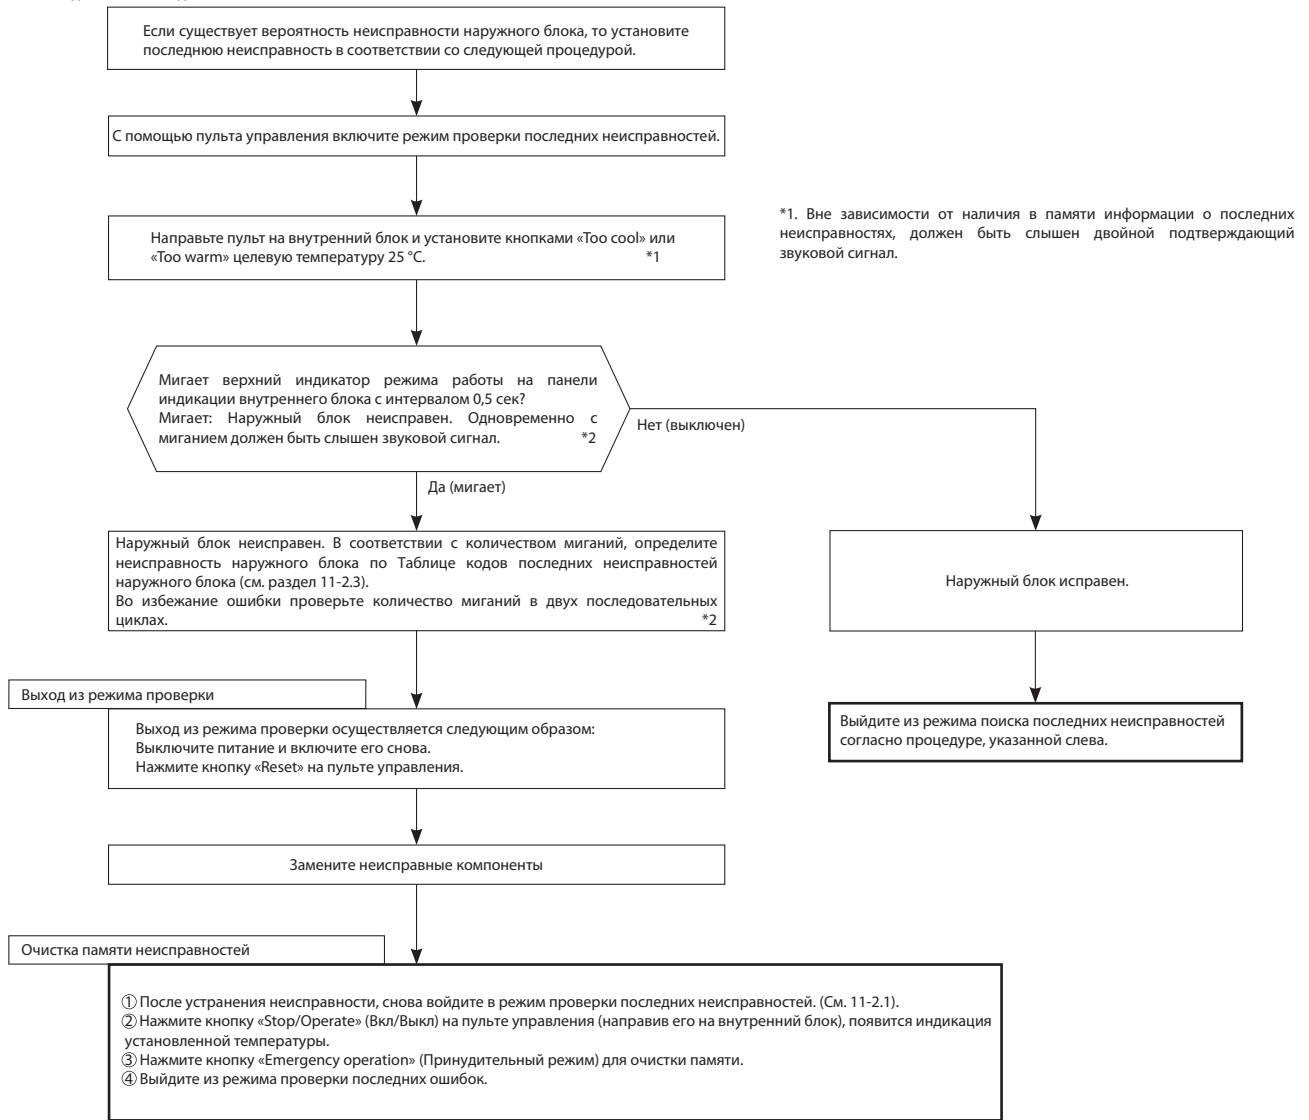 Если существует вероятность неисправности наружного блока, то установите
последнюю неисправность в соответствии со следующей процедурой.
С помощью пульта управления включите режим проверки последних неисправностей.
Направьте пульт на внутренний блок и установите кнопками «Too cool» или
«Too warm» целевую температуру 25 °C. *1
*1. Вне зависимости от наличия в памяти информации о последних
неисправностях, должен быть слышен двойной подтверждающий
звуковой сигнал.
Мигает верхний индикатор режима работы на панели
индикации внутреннего блока с интервалом 0,5 сек?
Мигает: Наружный блок неисправен. Одновременно с
миганием должен быть слышен звуковой сигнал. *2
Нет (выключен)
Да (мигает)
Наружный блок неисправен. В соответствии с количеством миганий, определите
неисправность наружного блока по Таблице кодов последних неисправностей
наружного блока (см. раздел 11-2.3).
Во избежание ошибки проверьте количество миганий в двух последовательных
циклах. *2
Наружный блок исправен.
Выход из режима проверки
Выход из режима проверки осуществляется следующим образом:
Выключите питание и включите его снова.
Нажмите кнопку «Reset» на пульте управления.
Выйдите из режима поиска последних неисправностей
согласно процедуре, указанной слева.
Замените неисправные компоненты
Очистка памяти неисправностей
① После устранения неисправности, снова войдите в режим проверки последних неисправностей. (См. 11-2.1).
② Нажмите кнопку «Stop/Operate» (Вкл/Выкл) на пульте управления (направив его на внутренний блок), появится индикация
установленной температуры.
③ Нажмите кнопку «Emergency operation» (Принудительный режим) для очистки памяти.
④ Выйдите из режима проверки последних ошибок.